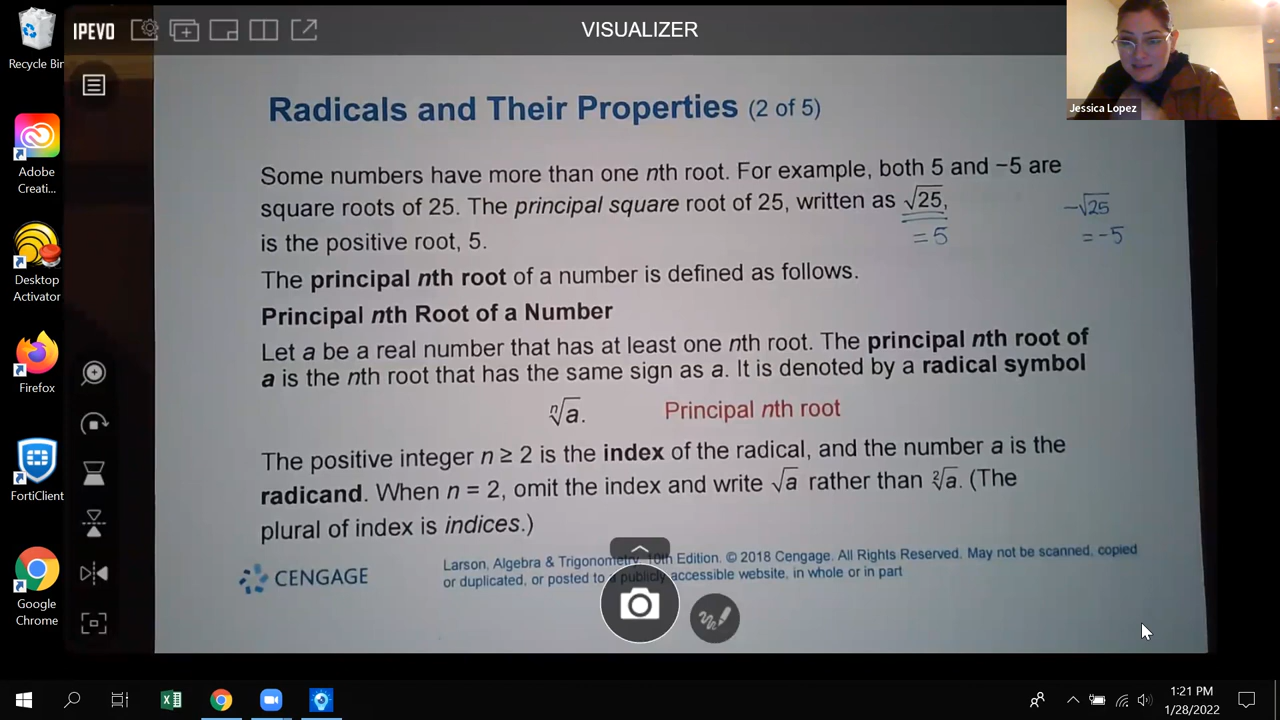 IPEVO
VISUALIZER
Recycle Bin
Adobe
Creati...
Desktop
Activator
Firefox
FortiClient
Google
Chrome
Jessica Lopez
Radicals and Their Properties (2 of 5)
Some numbers have more than one nth root. For example, both 5 and −5 are
square roots of 25. The principal square root of 25, written as √25,
is the positive root, 5.
= 5
−√25
= -5
The principal nth root of a number is defined as follows.
Principal nth Root of a Number
Let a be a real number that has at least one nth root. The principal nth root of
a is the nth root that has the same sign as a. It is denoted by a radical symbol
ⁿ√a. Principal nth root
The positive integer n ≥ 2 is the index of the radical, and the number a is the
radicand. When n = 2, omit the index and write √a rather than ²√a. (The
plural of index is indices.)
CENGAGE
Larson, Algebra & Trigonometry, 10th Edition. © 2018 Cengage. All Rights Reserved. May not be scanned, copied
or duplicated, or posted to a publicly accessible website, in whole or in part
1:21 PM
1/28/2022